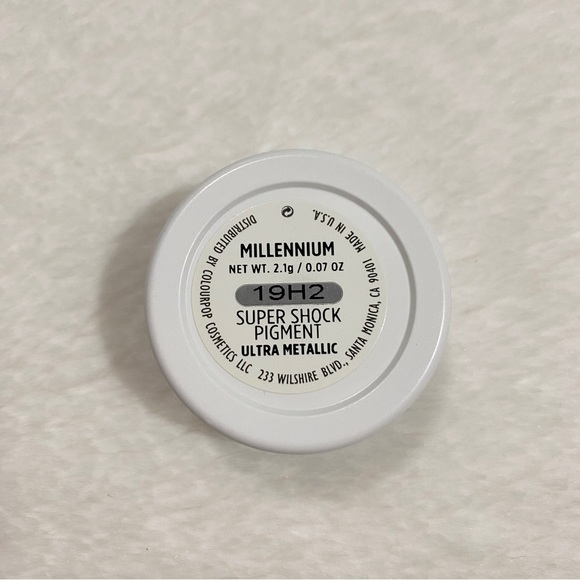 MILLENNIUM
NET WT. 2.1g / 0.07 OZ
19H2
SUPER SHOCK
PIGMENT
ULTRA METALLIC
DISTRIBUTED BY COLOURPOP COSMETICS LLC 233 WILSHIRE BLVD., SANTA MONICA, CA 90401 MADE IN U.S.A.